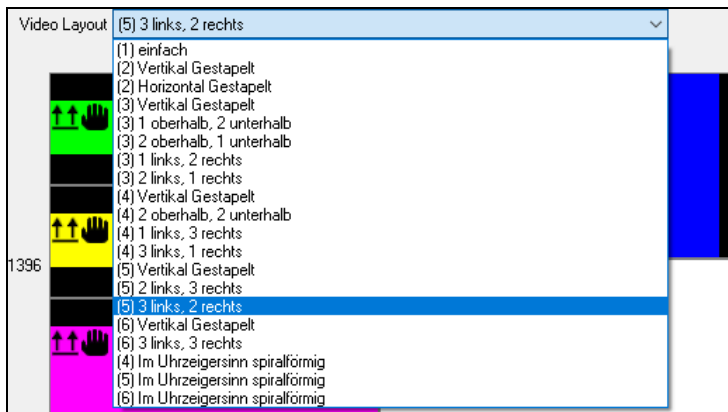 Video Layout (5) 3 links, 2 rechts
(1) einfach
(2) Vertikal Gestapelt
(2) Horizontal Gestapelt
(3) Vertikal Gestapelt
(3) 1 oberhalb, 2 unterhalb
(3) 2 oberhalb, 1 unterhalb
(3) 1 links, 2 rechts
(3) 2 links, 1 rechts
(4) Vertikal Gestapelt
(4) 2 oberhalb, 2 unterhalb
(4) 1 links, 3 rechts
(4) 3 links, 1 rechts
(5) Vertikal Gestapelt
(5) 2 links, 3 rechts
(5) 3 links, 2 rechts
(6) Vertikal Gestapelt
(6) 3 links, 3 rechts
(4) Im Uhrzeigersinn spiralförmig
(5) Im Uhrzeigersinn spiralförmig
(6) Im Uhrzeigersinn spiralförmig
1396